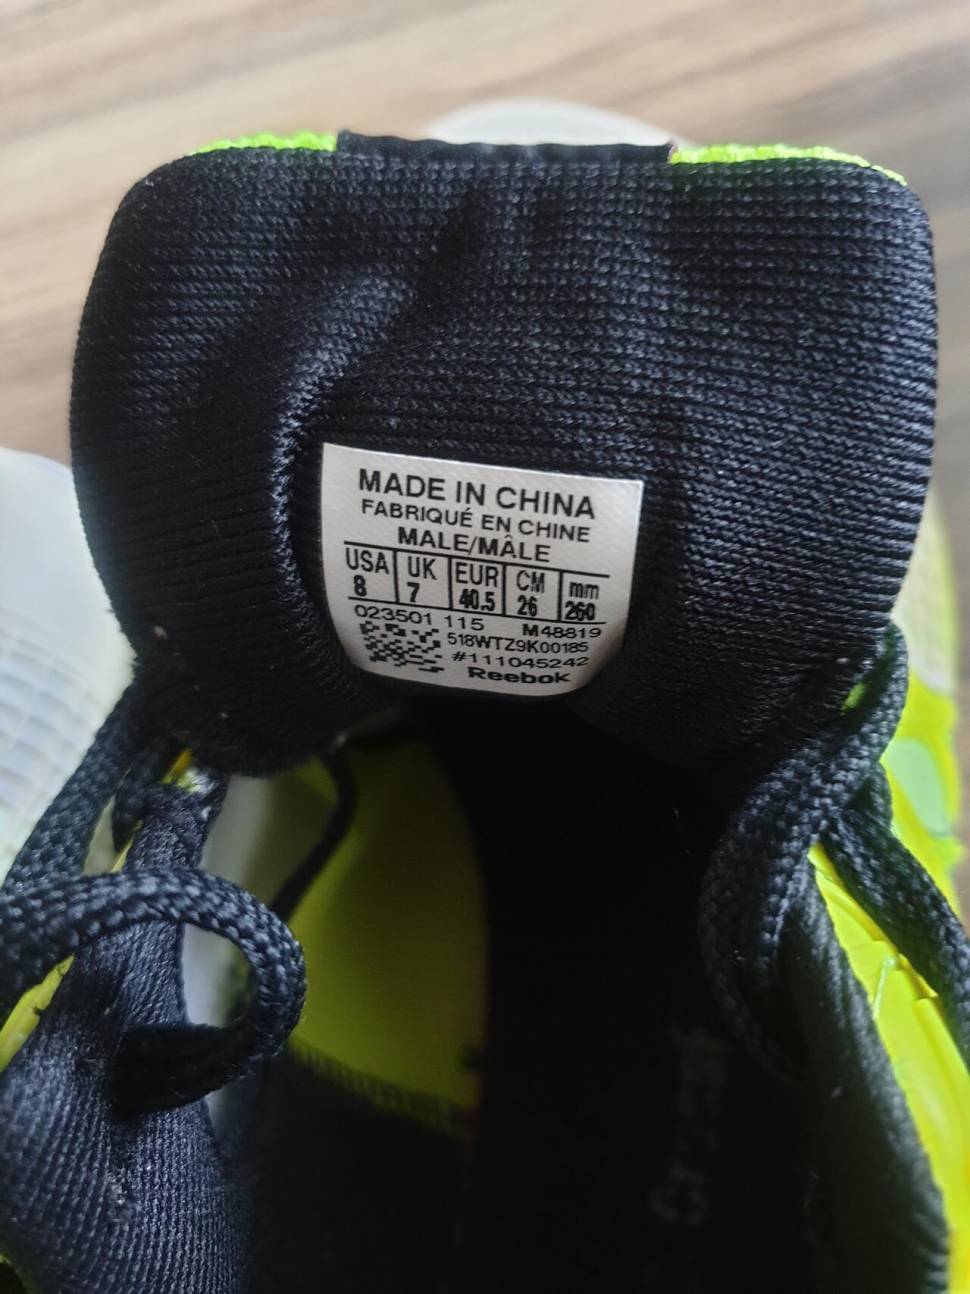 MADE IN CHINA
FABRIQUÉ EN CHINE
MALE/MÂLE
USA UK EUR CM mm
8 7 40.5 26 260
023501 115 M48819
518WTZ9K00185
#111045242
Reebok